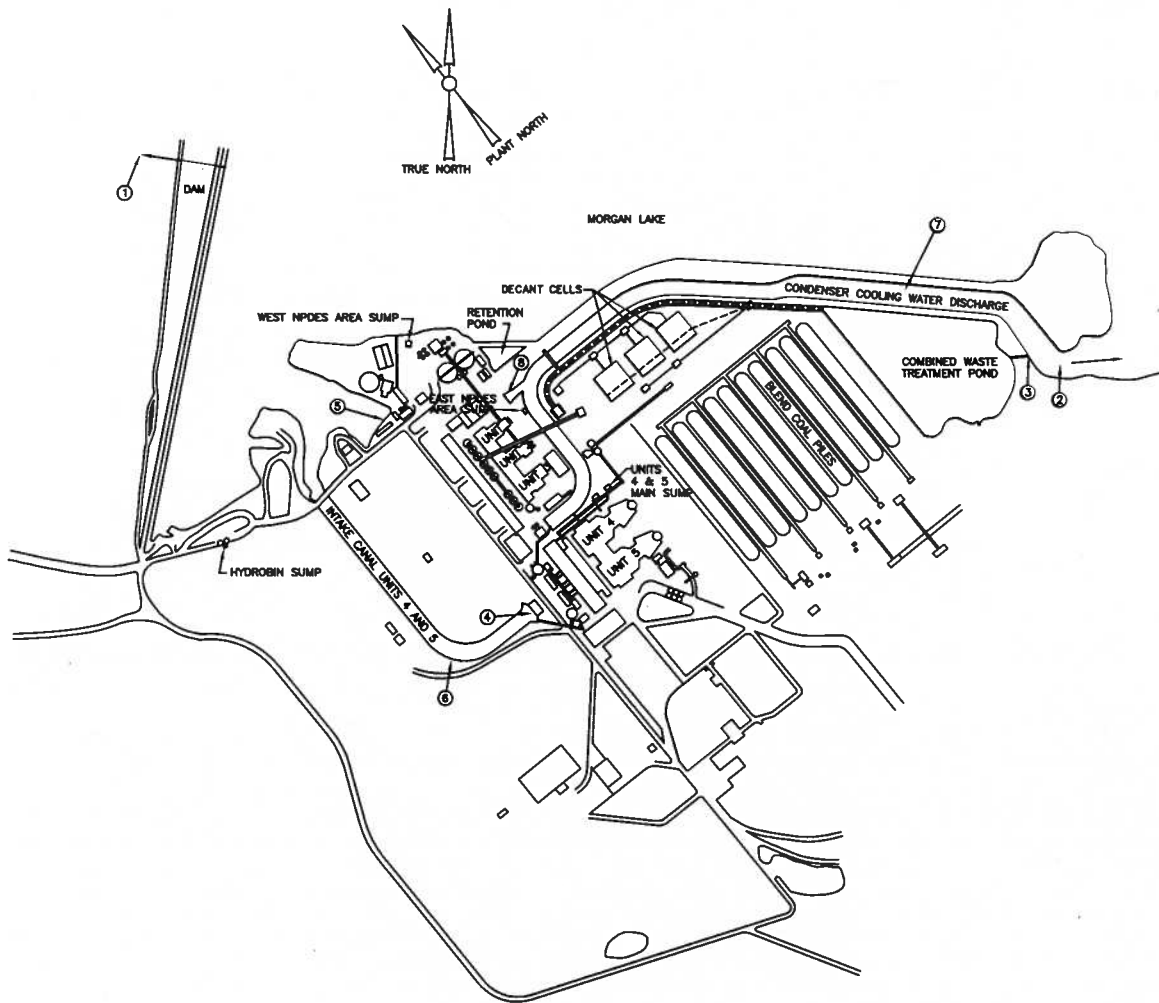 TRUE NORTH
PLANT NORTH
1
DAM
MORGAN LAKE
7
CONDENSER COOLING WATER DISCHARGE
DECANT CELLS
WEST NPDES AREA SUMP
RETENTION
POND
8
COMBINED WASTE
TREATMENT POND
3
2
EAST NPDES
AREA SUMP
5
UNIT
UNIT
UNIT
BLEND COAL PILES
UNITS
4 & 5
MAIN SUMP
UNIT 4
UNIT 5
INTAKE CANAL UNITS 4 AND 5
HYDROBIN SUMP
4
6